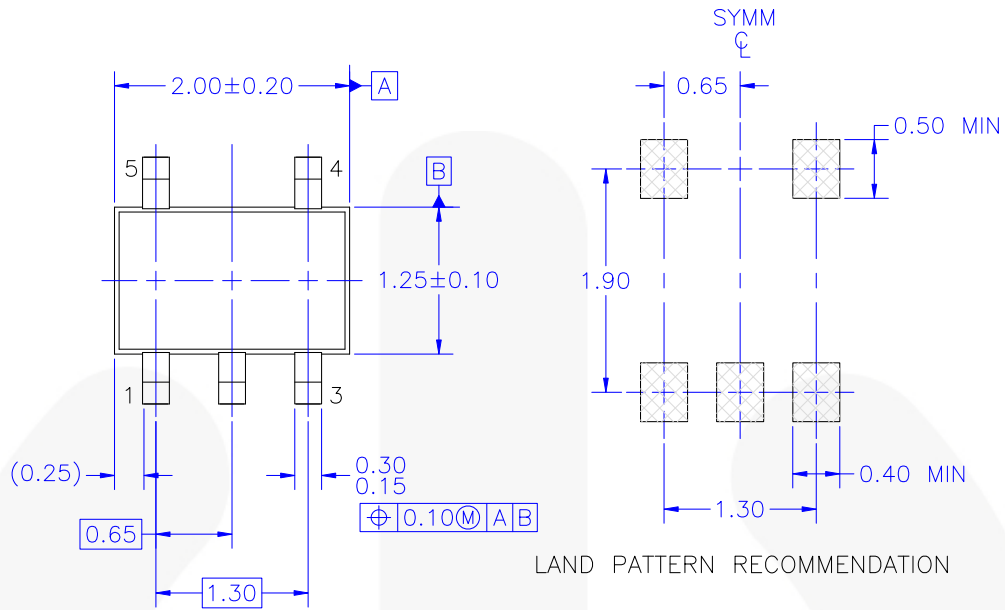 SYMM
℄
2.00±0.20
A
0.65
0.50 MIN
5
4
B
1.25±0.10
1.90
1
3
(0.25)
0.30
0.15
0.40 MIN
⌖ 0.10Ⓜ A B
0.65
1.30
1.30
LAND PATTERN RECOMMENDATION